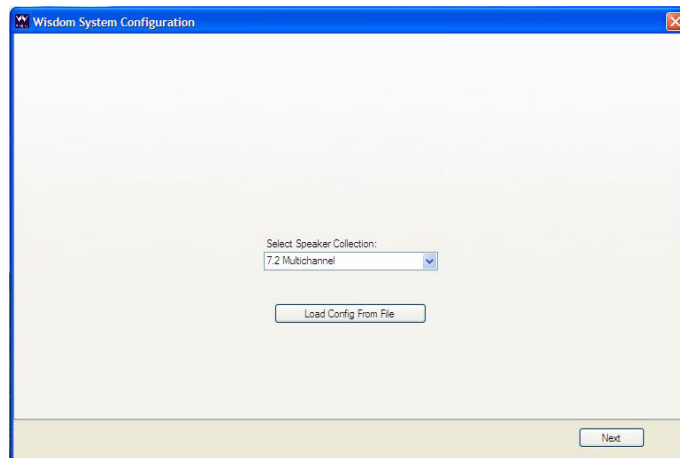 Wisdom System Configuration
Select Speaker Collection:
7.2 Multichannel
Load Config From File
Next